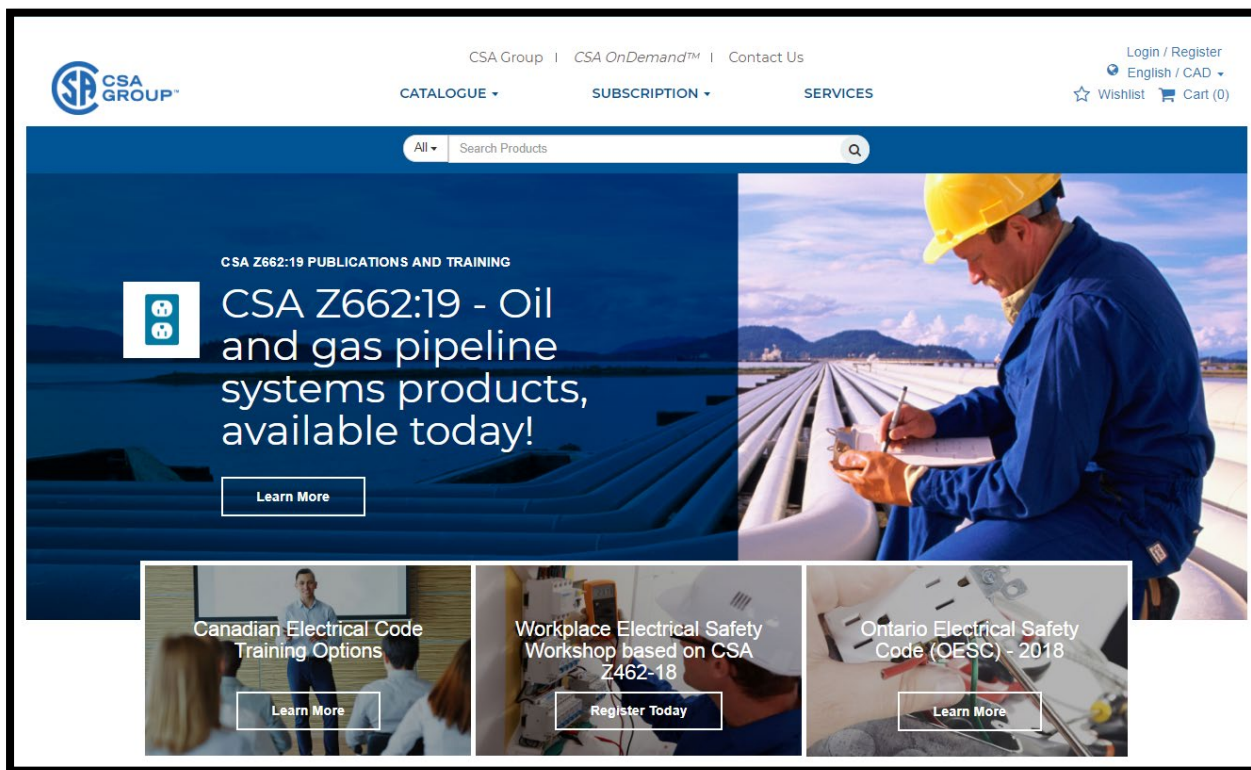 CSA Group | CSA OnDemand™ | Contact Us
Login / Register
English / CAD
CSA GROUP™
CATALOGUE
SUBSCRIPTION
SERVICES
Wishlist
Cart (0)
All
Search Products
CSA Z662:19 PUBLICATIONS AND TRAINING
CSA Z662:19 - Oil
and gas pipeline
systems products,
available today!
Learn More
Canadian Electrical Code
Training Options
Learn More
Workplace Electrical Safety
Workshop based on CSA
Z462-18
Register Today
Ontario Electrical Safety
Code (OESC) - 2018
Learn More